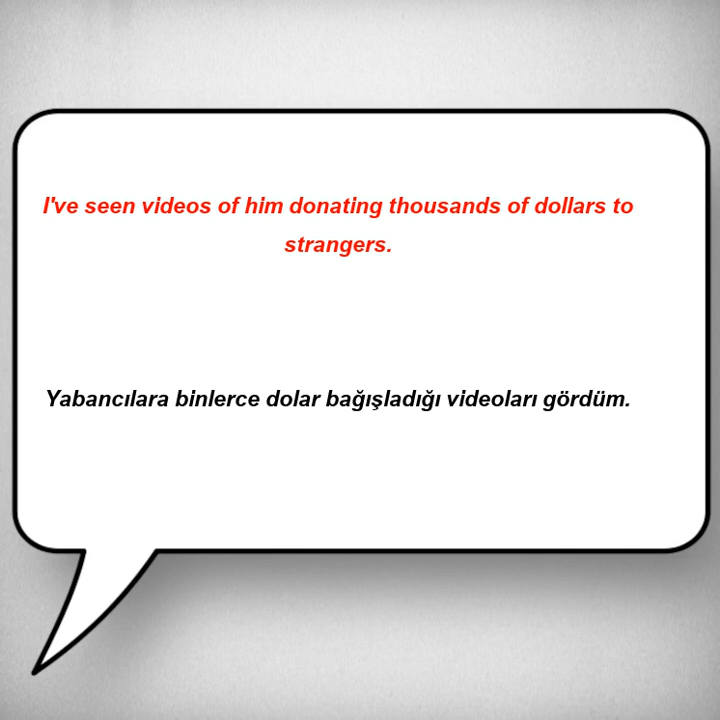 I've seen videos of him donating thousands of dollars to
strangers.
Yabancılara binlerce dolar bağışladığı videoları gördüm.